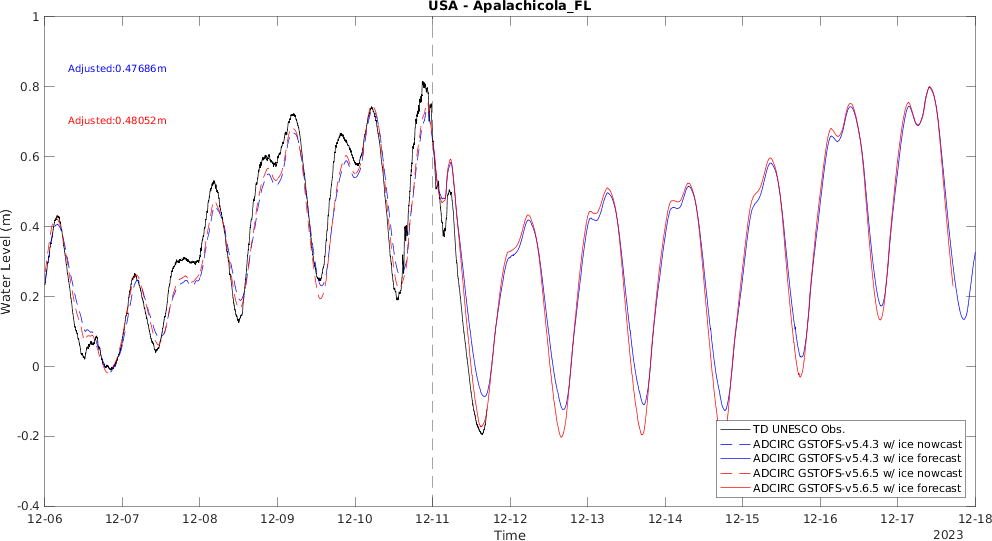 USA - Apalachicola_FL
1
Adjusted:0.47686m
0.8
Adjusted:0.48052m
0.6
0.4
Water Level (m)
0.2
0
-0.2
TD UNESCO Obs.
ADCIRC GSTOFS-v5.4.3 w/ ice nowcast
ADCIRC GSTOFS-v5.4.3 w/ ice forecast
ADCIRC GSTOFS-v5.6.5 w/ ice nowcast
ADCIRC GSTOFS-v5.6.5 w/ ice forecast
-0.4
12-06 12-07 12-08 12-09 12-10 12-11 12-12 12-13 12-14 12-15 12-16 12-17 12-18
Time
2023